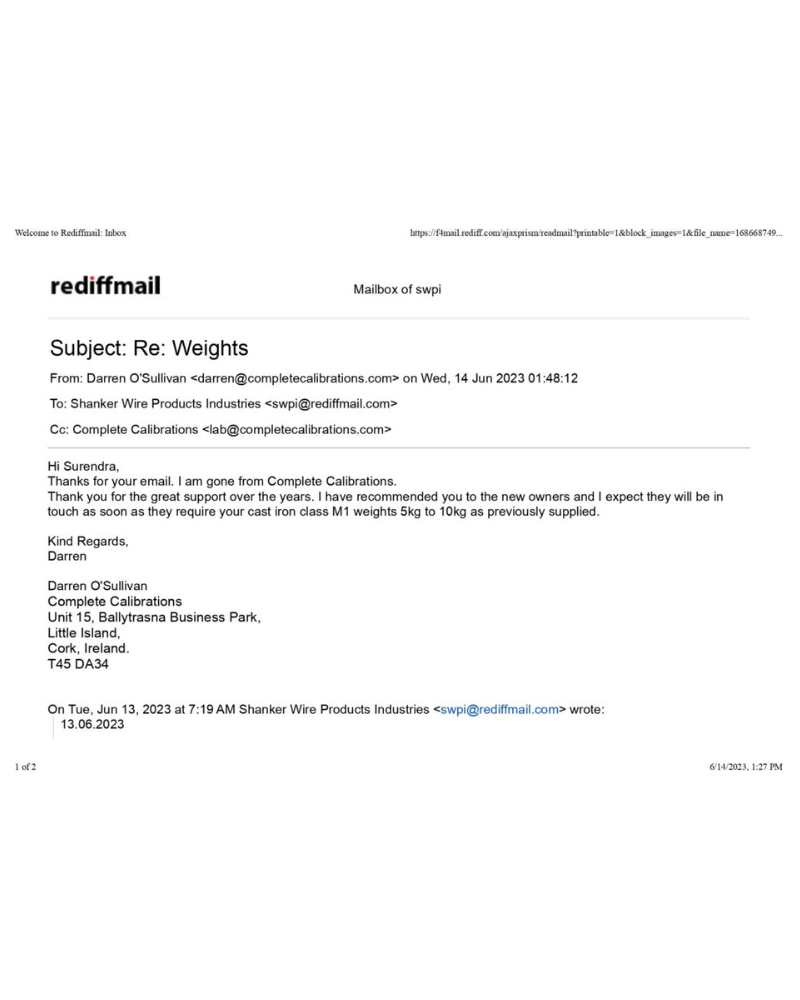 Welcome to Rediffmail: Inbox
https://f4mail.rediff.com/ajaxprism/readmail?printable=1&block_images=1&file_name=168668749...
rediffmail
Mailbox of swpi
Subject: Re: Weights
From: Darren O'Sullivan <darren@completecalibrations.com> on Wed, 14 Jun 2023 01:48:12
To: Shanker Wire Products Industries <swpi@rediffmail.com>
Cc: Complete Calibrations <lab@completecalibrations.com>
Hi Surendra,
Thanks for your email. I am gone from Complete Calibrations.
Thank you for the great support over the years. I have recommended you to the new owners and I expect they will be in
touch as soon as they require your cast iron class M1 weights 5kg to 10kg as previously supplied.
Kind Regards,
Darren
Darren O'Sullivan
Complete Calibrations
Unit 15, Ballytrasna Business Park,
Little Island,
Cork, Ireland.
T45 DA34
On Tue, Jun 13, 2023 at 7:19 AM Shanker Wire Products Industries <swpi@rediffmail.com> wrote:
13.06.2023
1 of 2
6/14/2023, 1:27 PM